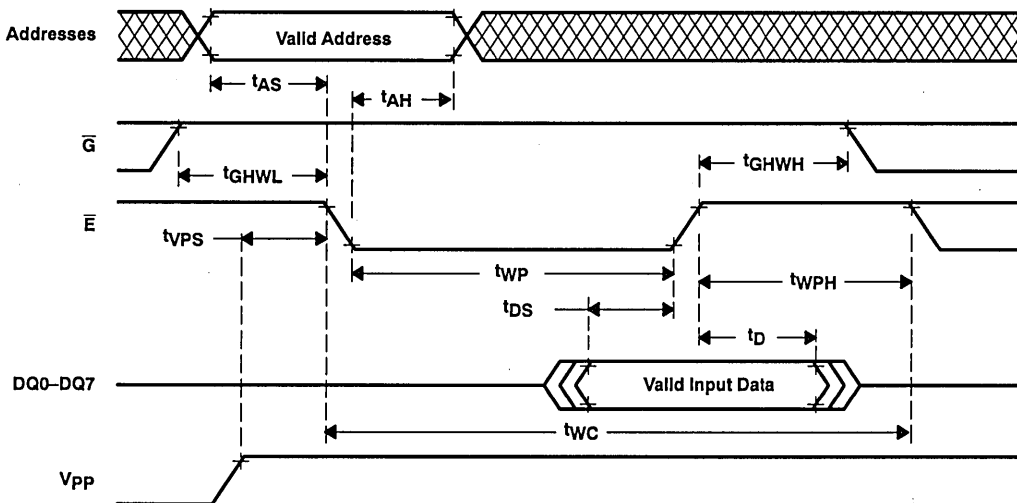 Addresses
Valid Address
tAS
tAH
G̅
tGHWL
tGHWH
E̅
tVPS
tWP
tWPH
tDS
tD
DQ0–DQ7
Valid Input Data
tWC
VPP